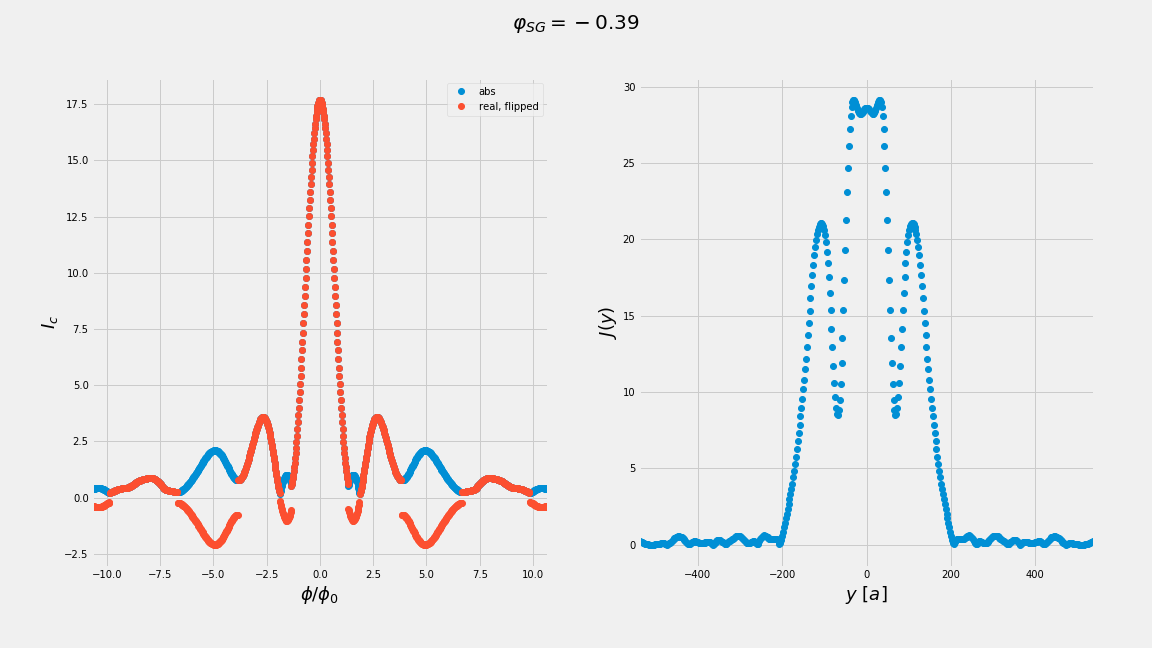 φ_SG = −0.39
I_c
17.5
15.0
12.5
10.0
7.5
5.0
2.5
0.0
−2.5
abs
real, flipped
−10.0 −7.5 −5.0 −2.5 0.0 2.5 5.0 7.5 10.0
ϕ/ϕ_0
J(y)
30
25
20
15
10
5
0
−400 −200 0 200 400
y [a]